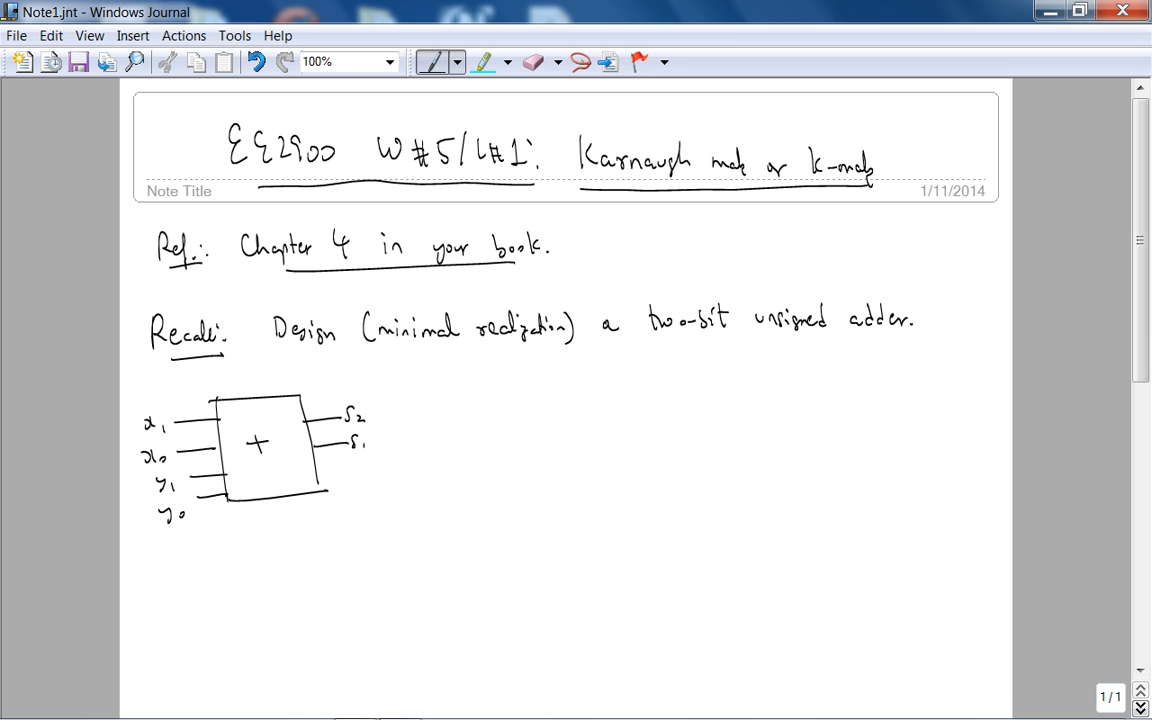 Note1.jnt - Windows Journal
File Edit View Insert Actions Tools Help
100%
EE2900 W#5/L#1: Karnaugh map or k-map
Note Title 1/11/2014
Ref.: Chapter 4 in your book.
Recall: Design (minimal realization) a two-bit unsigned adder.
x₁
x₀
y₁
y₀
+
S₂
S₁
1/1